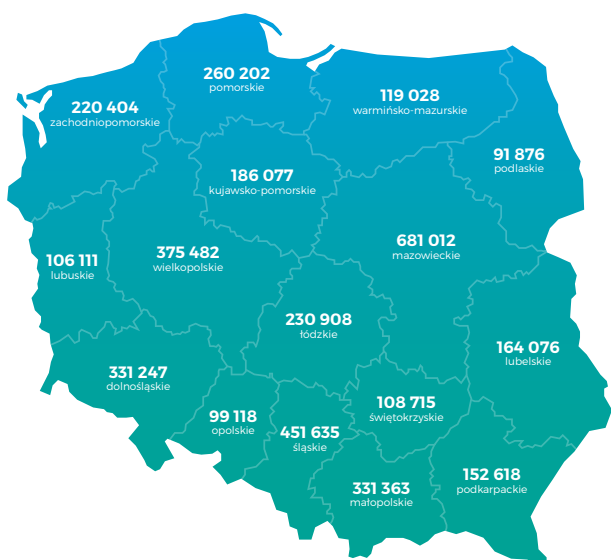 260 202
pomorskie
119 028
warmińsko-mazurskie
220 404
zachodniopomorskie
91 876
podlaskie
186 077
kujawsko-pomorskie
681 012
mazowieckie
375 482
wielkopolskie
106 111
lubuskie
230 908
łódzkie
164 076
lubelskie
331 247
dolnośląskie
108 715
świętokrzyskie
99 118
opolskie
451 635
śląskie
152 618
podkarpackie
331 363
małopolskie